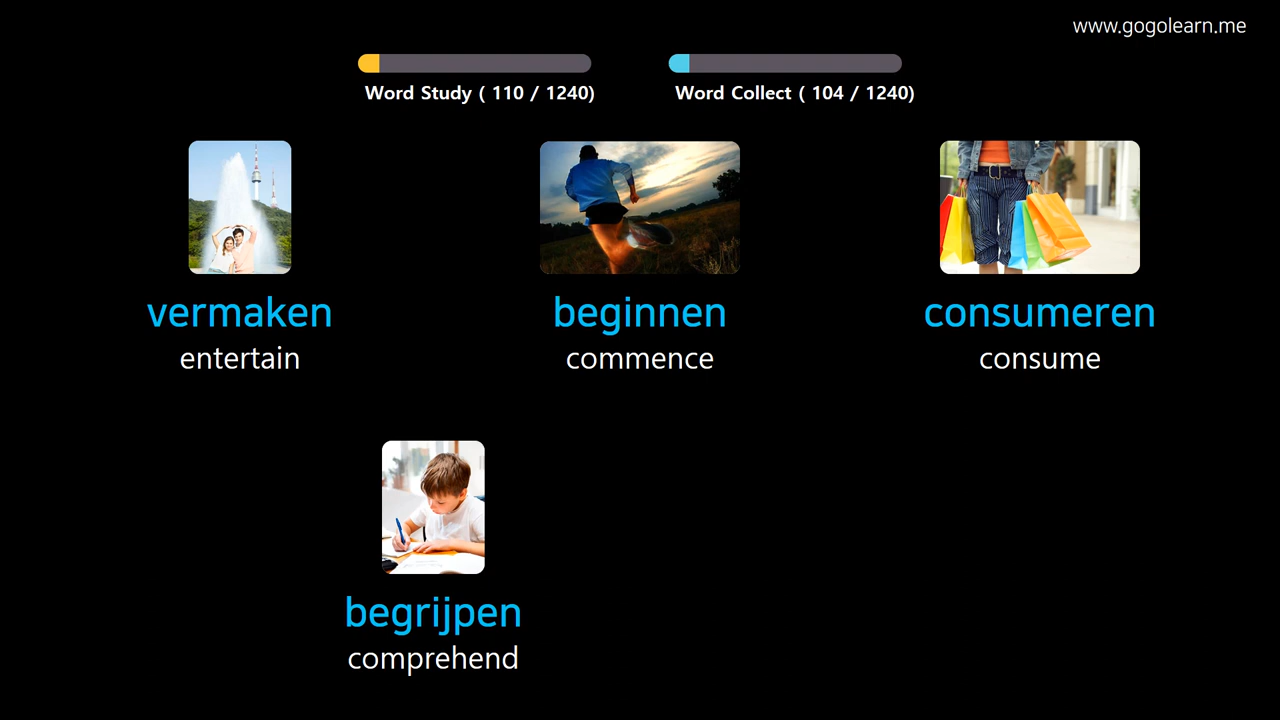 www.gogolearn.me
Word Study ( 110 / 1240)
Word Collect ( 104 / 1240)
vermaken
entertain
beginnen
commence
consumeren
consume
begrijpen
comprehend